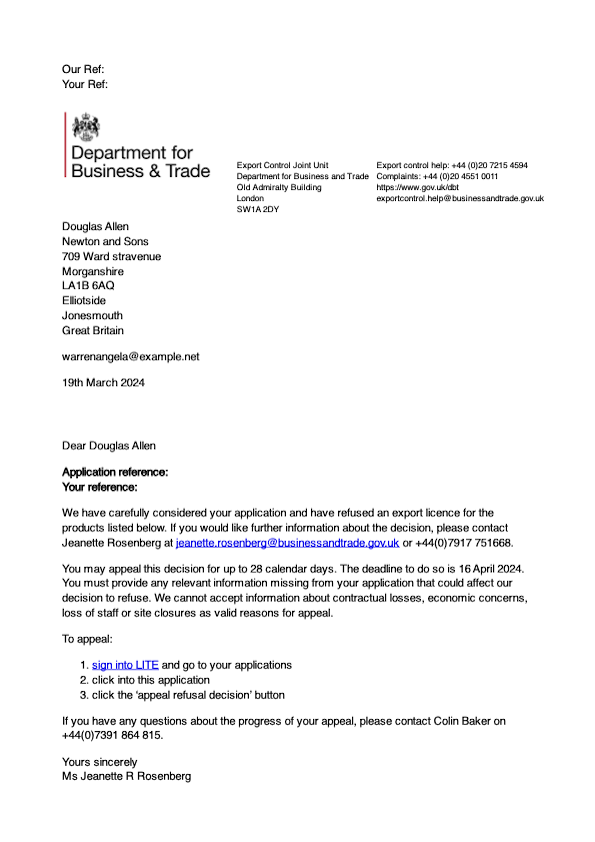 Our Ref:
Your Ref:
Department for
Business & Trade
Export Control Joint Unit
Department for Business and Trade
Old Admiralty Building
London
SW1A 2DY
Export control help: +44 (0)20 7215 4594
Complaints: +44 (0)20 4551 0011
https://www.gov.uk/dbt
exportcontrol.help@businessandtrade.gov.uk
Douglas Allen
Newton and Sons
709 Ward stravenue
Morganshire
LA1B 6AQ
Elliotside
Jonesmouth
Great Britain
warrenangela@example.net
19th March 2024
Dear Douglas Allen
Application reference:
Your reference:
We have carefully considered your application and have refused an export licence for the
products listed below. If you would like further information about the decision, please contact
Jeanette Rosenberg at jeanette.rosenberg@businessandtrade.gov.uk or +44(0)7917 751668.
You may appeal this decision for up to 28 calendar days. The deadline to do so is 16 April 2024.
You must provide any relevant information missing from your application that could affect our
decision to refuse. We cannot accept information about contractual losses, economic concerns,
loss of staff or site closures as valid reasons for appeal.
To appeal:
1. sign into LITE and go to your applications
2. click into this application
3. click the ‘appeal refusal decision’ button
If you have any questions about the progress of your appeal, please contact Colin Baker on
+44(0)7391 864 815.
Yours sincerely
Ms Jeanette R Rosenberg